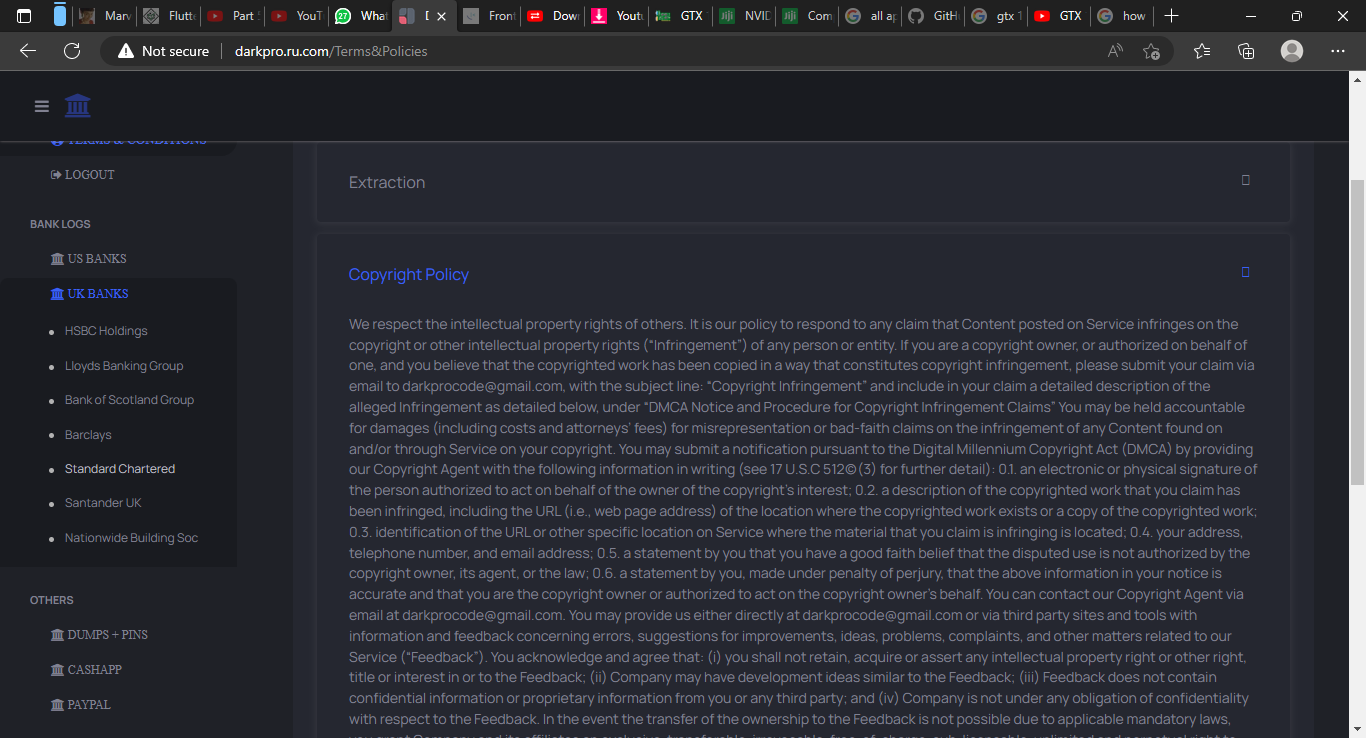 Marv
Flutte
Part
YouT
27
Wha
D
Front
Down
Youtu
GTX
NVID
Com
all ap
GitH
gtx 1
GTX
how
Not secure
darkpro.ru.com/Terms&Policies
TERMS & CONDITIONS
LOGOUT
BANK LOGS
US BANKS
UK BANKS
HSBC Holdings
Lloyds Banking Group
Bank of Scotland Group
Barclays
Standard Chartered
Santander UK
Nationwide Building Soc
OTHERS
DUMPS + PINS
CASHAPP
PAYPAL
Extraction
Copyright Policy
We respect the intellectual property rights of others. It is our policy to respond to any claim that Content posted on Service infringes on the
copyright or other intellectual property rights (“Infringement”) of any person or entity. If you are a copyright owner, or authorized on behalf of
one, and you believe that the copyrighted work has been copied in a way that constitutes copyright infringement, please submit your claim via
email to darkprocode@gmail.com, with the subject line: “Copyright Infringement” and include in your claim a detailed description of the
alleged Infringement as detailed below, under “DMCA Notice and Procedure for Copyright Infringement Claims” You may be held accountable
for damages (including costs and attorneys’ fees) for misrepresentation or bad-faith claims on the infringement of any Content found on
and/or through Service on your copyright. You may submit a notification pursuant to the Digital Millennium Copyright Act (DMCA) by providing
our Copyright Agent with the following information in writing (see 17 U.S.C 512©(3) for further detail): 0.1. an electronic or physical signature of
the person authorized to act on behalf of the owner of the copyright’s interest; 0.2. a description of the copyrighted work that you claim has
been infringed, including the URL (i.e., web page address) of the location where the copyrighted work exists or a copy of the copyrighted work;
0.3. identification of the URL or other specific location on Service where the material that you claim is infringing is located; 0.4. your address,
telephone number, and email address; 0.5. a statement by you that you have a good faith belief that the disputed use is not authorized by the
copyright owner, its agent, or the law; 0.6. a statement by you, made under penalty of perjury, that the above information in your notice is
accurate and that you are the copyright owner or authorized to act on the copyright owner’s behalf. You can contact our Copyright Agent via
email at darkprocode@gmail.com. You may provide us either directly at darkprocode@gmail.com or via third party sites and tools with
information and feedback concerning errors, suggestions for improvements, ideas, problems, complaints, and other matters related to our
Service (“Feedback”). You acknowledge and agree that: (i) you shall not retain, acquire or assert any intellectual property right or other right,
title or interest in or to the Feedback; (ii) Company may have development ideas similar to the Feedback; (iii) Feedback does not contain
confidential information or proprietary information from you or any third party; and (iv) Company is not under any obligation of confidentiality
with respect to the Feedback. In the event the transfer of the ownership to the Feedback is not possible due to applicable mandatory laws,